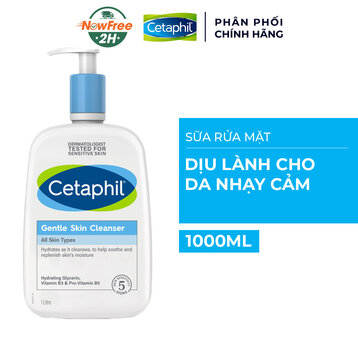 NowFree
2H
Cetaphil
PHÂN PHỐI
CHÍNH HÃNG
DERMATOLOGIST
TESTED FOR
SENSITIVE SKIN
Cetaphil
Gentle Skin Cleanser
All Skin Types
Hydrates as it cleanses, to help soothe and
replenish skin's moisture
Hydrating Glycerin,
Vitamin B3 & Pro-Vitamin B5
5
1 Litre
SỮA RỬA MẶT
DỊU LÀNH CHO
DA NHẠY CẢM
1000ML